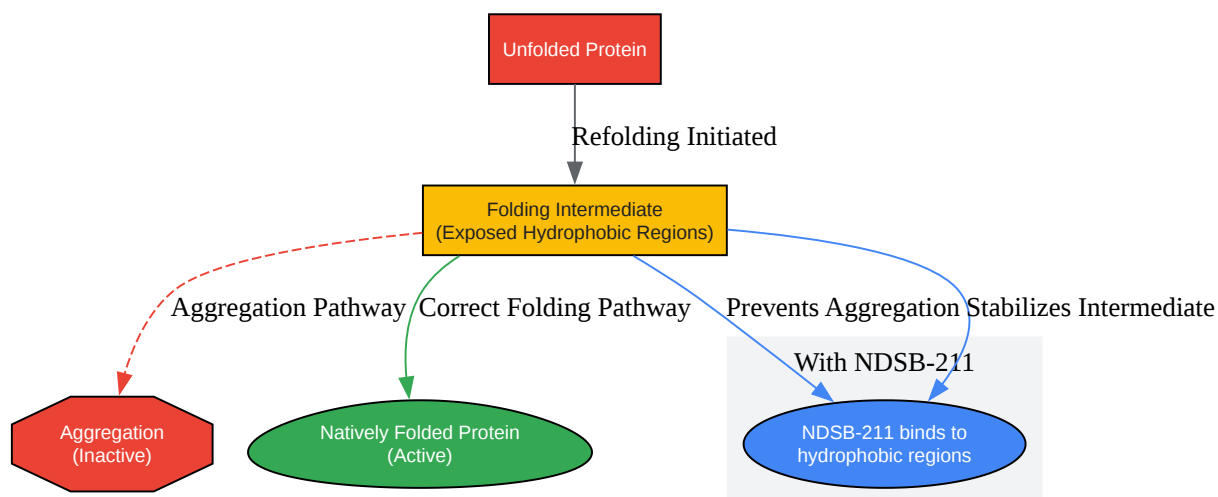 Unfolded Protein
Refolding Initiated
Folding Intermediate
(Exposed Hydrophobic Regions)
Aggregation Pathway
Correct Folding Pathway
Prevents Aggregation
Stabilizes Intermediate
With NDSB-211
Aggregation
(Inactive)
Natively Folded Protein
(Active)
NDSB-211 binds to
hydrophobic regions